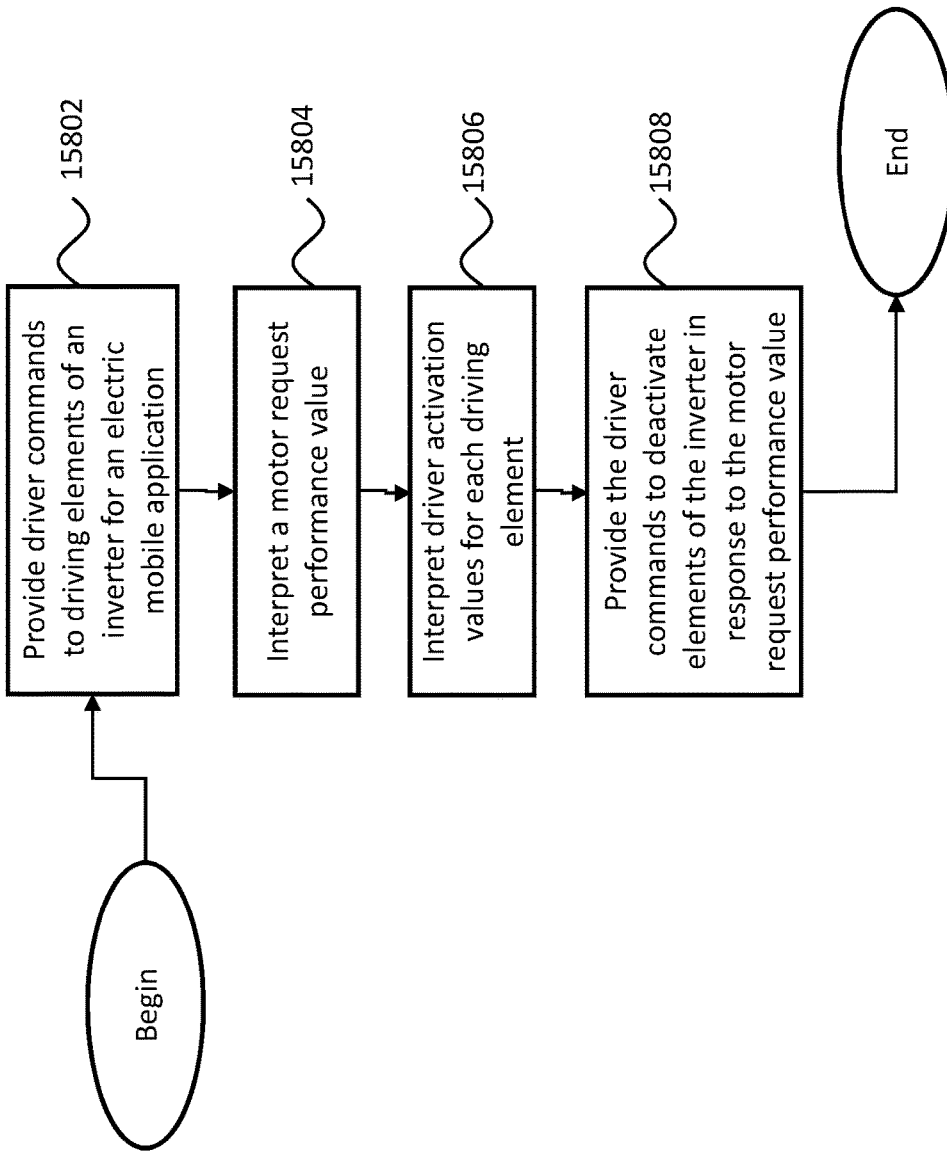 Begin
Provide driver commands
to driving elements of an
inverter for an electric
mobile application
15802
Interpret a motor request
performance value
15804
Interpret driver activation
values for each driving
element
15806
Provide the driver
commands to deactivate
elements of the inverter in
response to the motor
request performance value
15808
End